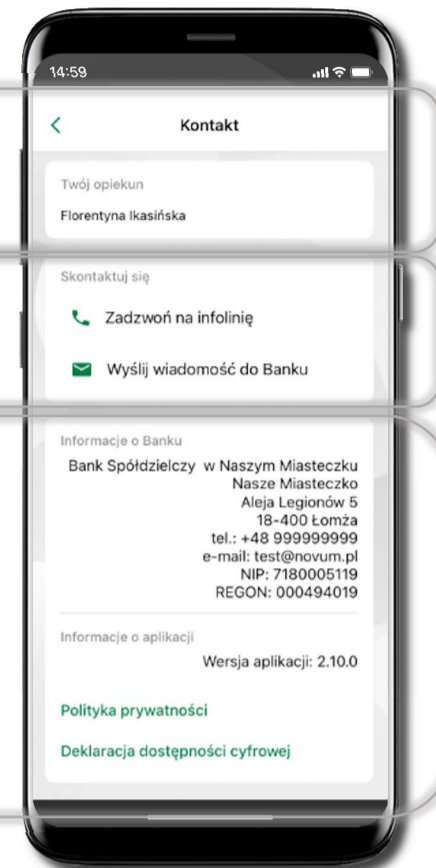 14:59
Kontakt
Twój opiekun
Florentyna Ikasińska
Skontaktuj się
Zadzwoń na infolinię
Wyślij wiadomość do Banku
Informacje o Banku
Bank Spółdzielczy w Naszym Miasteczku
Nasze Miasteczko
Aleja Legionów 5
18-400 Łomża
tel.: +48 999999999
e-mail: test@novum.pl
NIP: 7180005119
REGON: 000494019
Informacje o aplikacji
Wersja aplikacji: 2.10.0
Polityka prywatności
Deklaracja dostępności cyfrowej